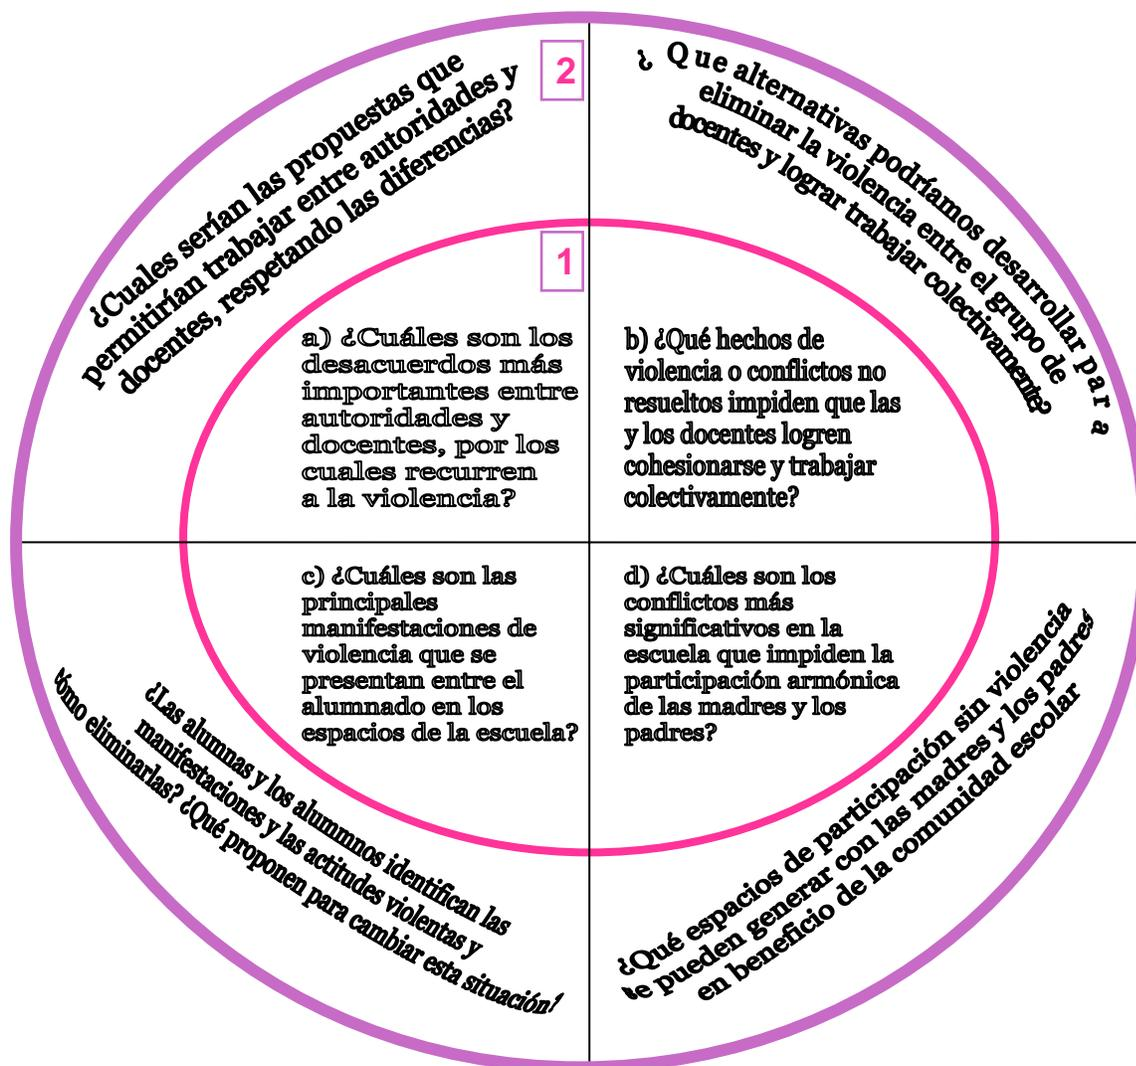 2
¿Cuales serían las propuestas que
permitirían trabajar entre autoridades y
docentes, respetando las diferencias?
¿ Que alternativas podríamos desarrollar para
eliminar la violencia entre el grupo de
docentes y lograr trabajar colectivamente?
1
a) ¿Cuáles son los
desacuerdos más
importantes entre
autoridades y
docentes, por los
cuales recurren
a la violencia?
b) ¿Qué hechos de
violencia o conflictos no
resueltos impiden que las
y los docentes logren
cohesionarse y trabajar
colectivamente?
c) ¿Cuáles son las
principales
manifestaciones de
violencia que se
presentan entre el
alumnado en los
espacios de la escuela?
d) ¿Cuáles son los
conflictos más
significativos en la
escuela que impiden la
participación armónica
de las madres y los
padres?
¿Las alumnas y los alummnos identifican las
manifestaciones y las actitudes violentas y
ómo eliminarlas? ¿Qué proponen para cambiar esta situación?
¿Qué espacios de participación sin violencia
se pueden generar con las madres y los padres
en beneficio de la comunidad escolar